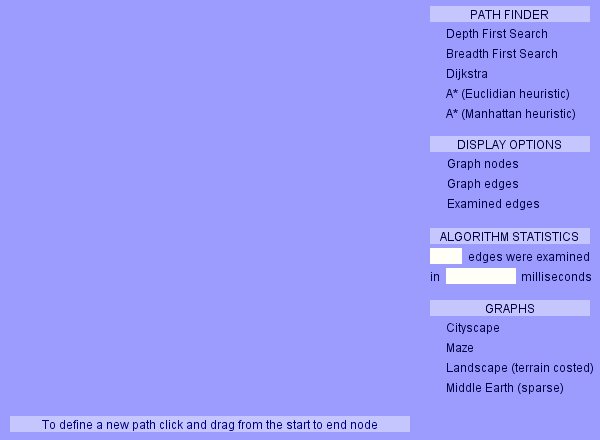 PATH FINDER
Depth First Search
Breadth First Search
Dijkstra
A* (Euclidian heuristic)
A* (Manhattan heuristic)
DISPLAY OPTIONS
Graph nodes
Graph edges
Examined edges
ALGORITHM STATISTICS
edges were examined
in milliseconds
GRAPHS
Cityscape
Maze
Landscape (terrain costed)
Middle Earth (sparse)
To define a new path click and drag from the start to end node